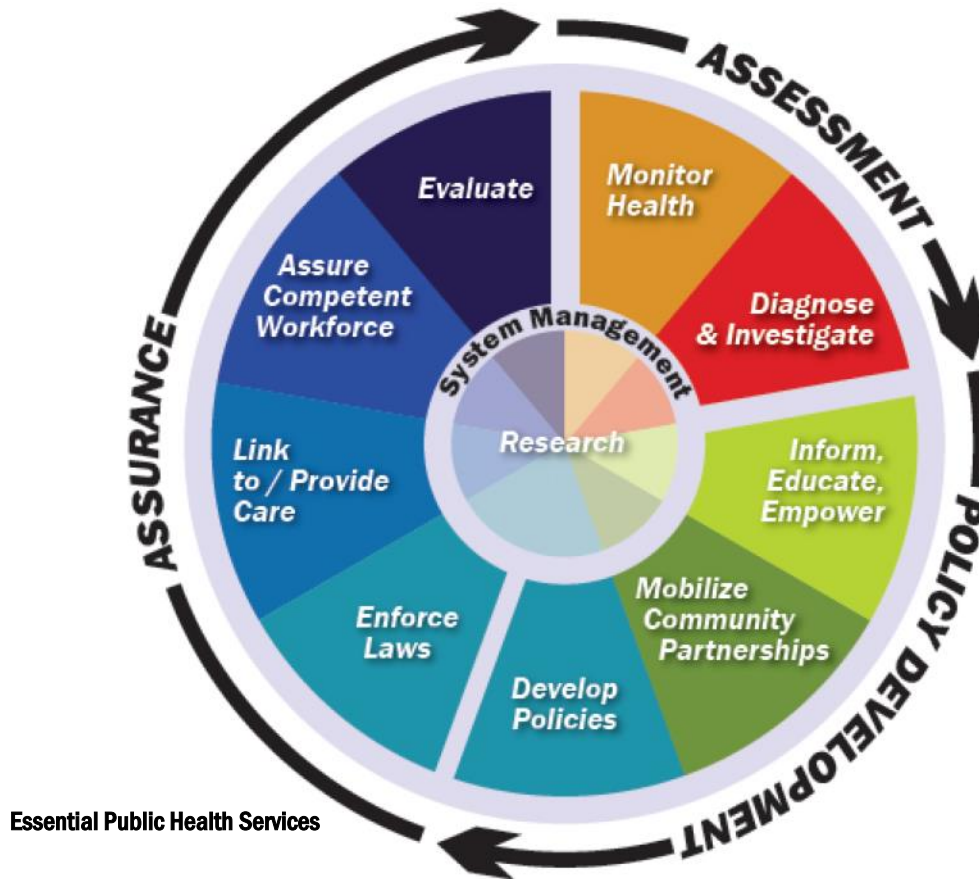 ASSESSMENT
Monitor
Health
Diagnose
& Investigate
POLICY DEVELOPMENT
Inform,
Educate,
Empower
Mobilize
Community
Partnerships
Develop
Policies
ASSURANCE
Enforce
Laws
Link
to / Provide
Care
Assure
Competent
Workforce
Evaluate
System Management
Research
Essential Public Health Services